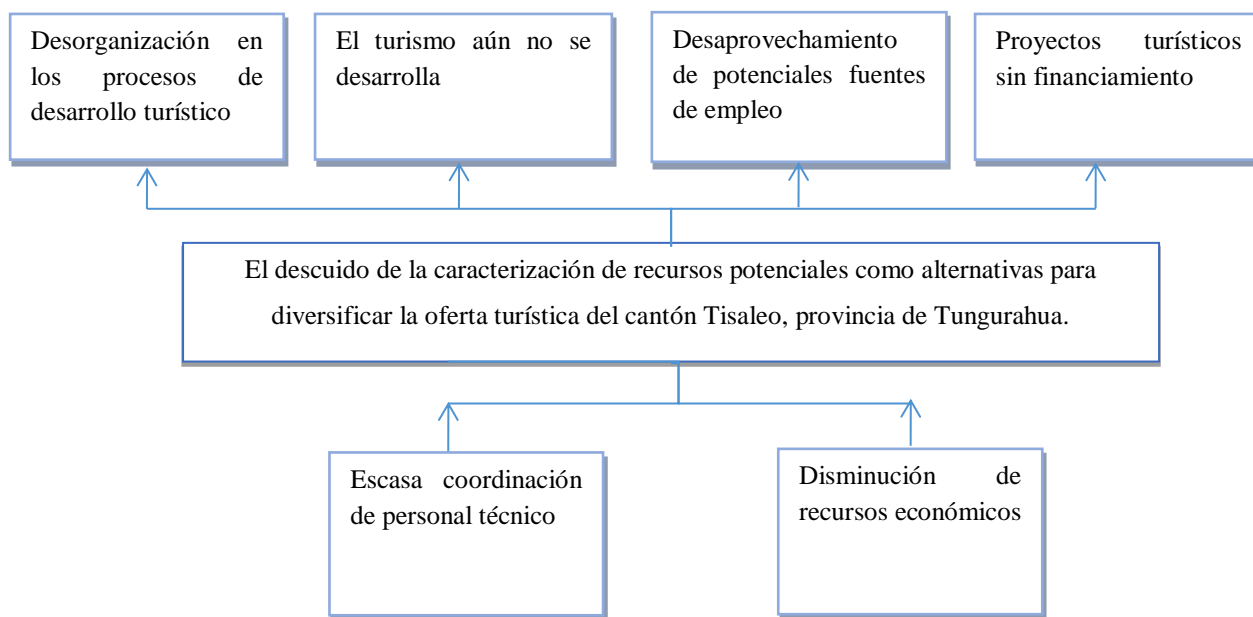 Desorganización en
los procesos de
desarrollo turístico
El turismo aún no se
desarrolla
Desaprovechamiento
de potenciales fuentes
de empleo
Proyectos turísticos
sin financiamiento
El descuido de la caracterización de recursos potenciales como alternativas para
diversificar la oferta turística del cantón Tisaleo, provincia de Tungurahua.
Escasa coordinación
de personal técnico
Disminución de
recursos económicos